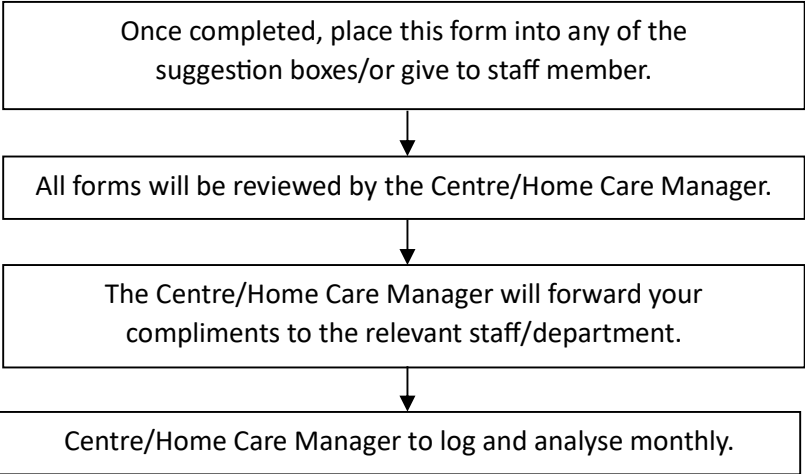 Once completed, place this form into any of the
suggestion boxes/or give to staff member.
All forms will be reviewed by the Centre/Home Care Manager.
The Centre/Home Care Manager will forward your
compliments to the relevant staff/department.
Centre/Home Care Manager to log and analyse monthly.